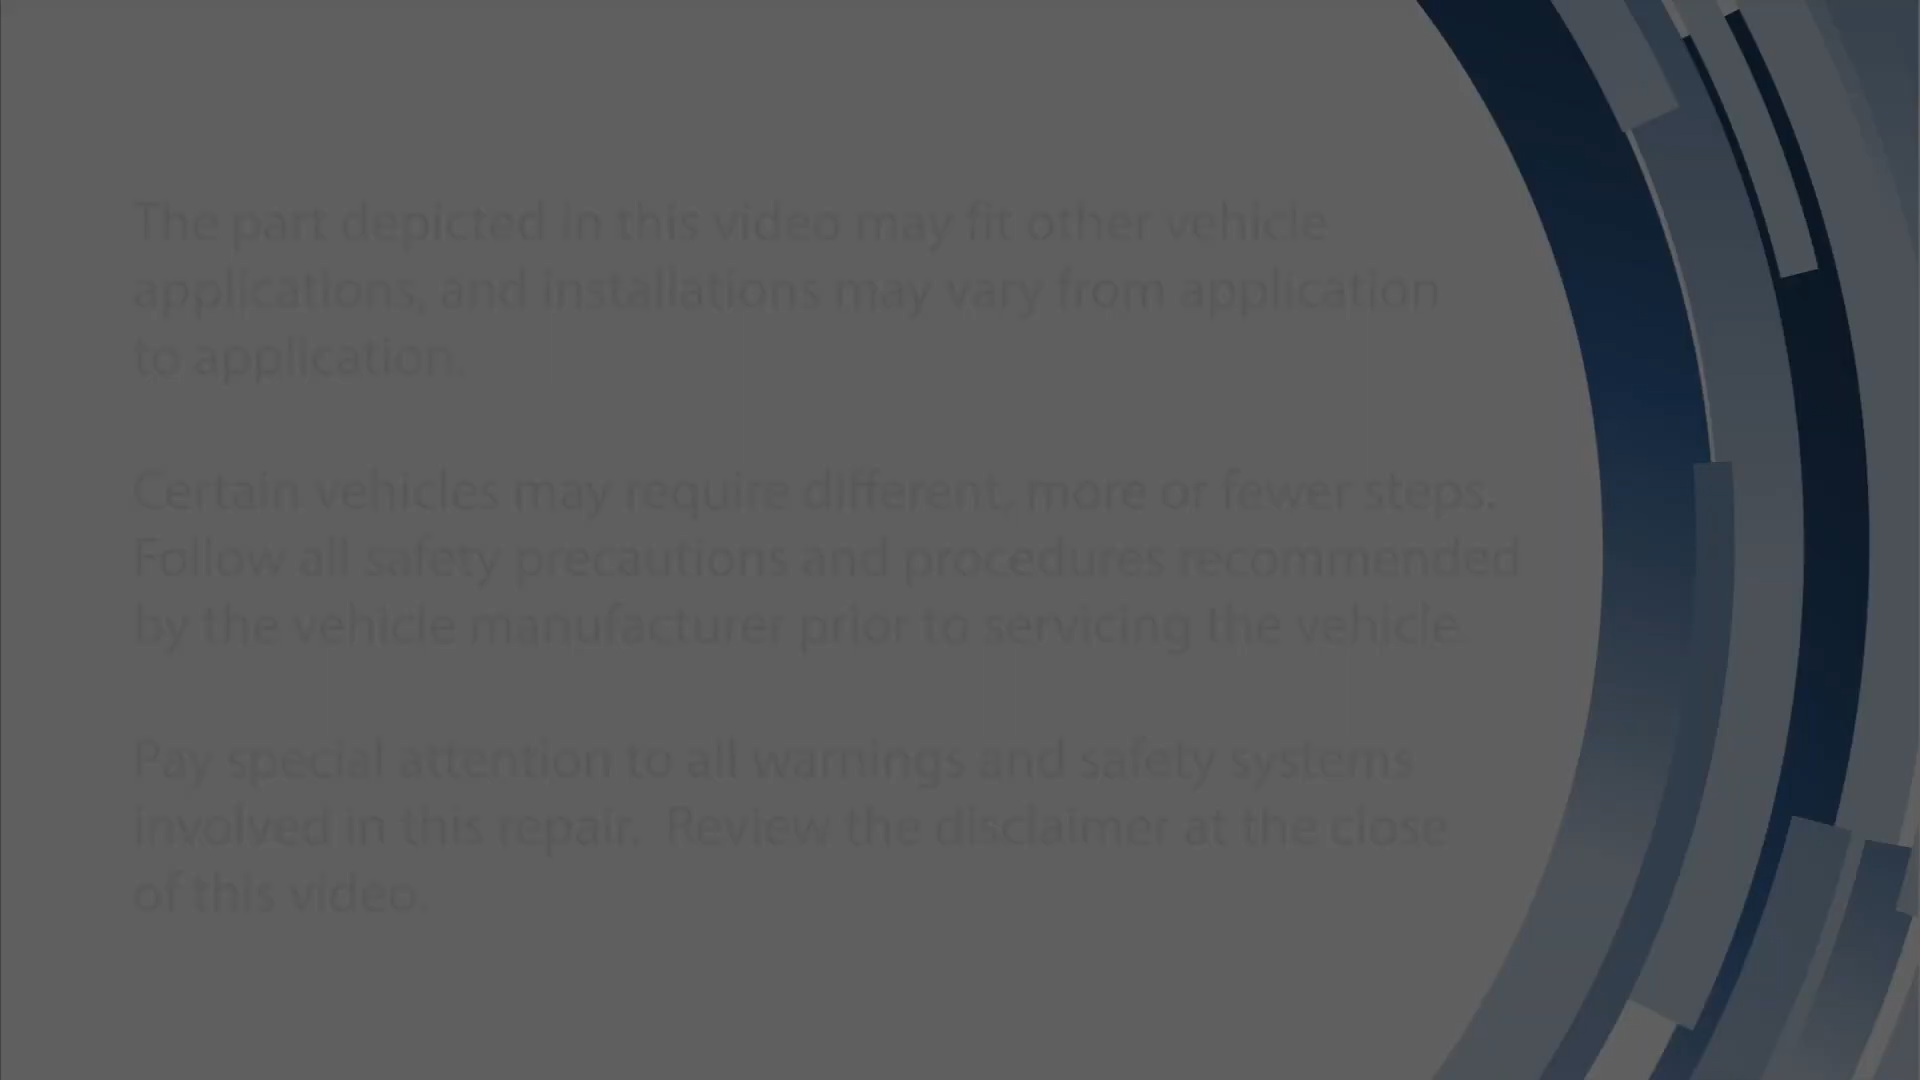 The part depicted in this video may fit other vehicle
applications, and installations may vary from application
to application.
Certain vehicles may require different, more or fewer steps.
Follow all safety precautions and procedures recommended
by the vehicle manufacturer prior to servicing the vehicle.
Pay special attention to all warnings and safety systems
involved in this repair.  Review the disclaimer at the close
of this video.